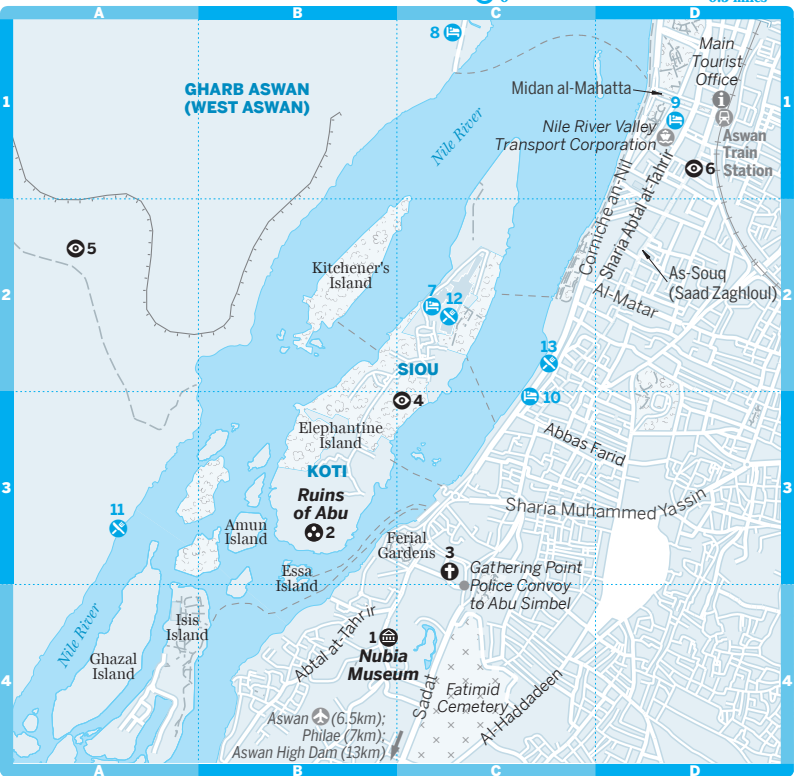 A
B
C
D
8
GHARB ASWAN
(WEST ASWAN)
Main
Tourist
Office
Midan al-Mahatta
9
1
1
Nile River
Nile River Valley
Transport Corporation
Aswan
Train
Station
6
Corniche an-Nil
Sharia Abtal at-Tahrir
5
Kitchener's
Island
As-Souq
(Saad Zaghloul)
2
2
7
12
Al-Matar
13
SIOU
10
4
Elephantine
Island
Abbas Farid
KOTI
3
3
Ruins
of Abu
2
Sharia Muhammed Yassin
11
Amun
Island
Ferial
Gardens
3
Essa
Island
Gathering Point
Police Convoy
to Abu Simbel
Isis
Island
Nile River
Abtal at-Tahrir
1
Nubia
Museum
Ghazal
Island
4
4
Sadat
Fatimid
Cemetery
Al-Haddadeen
Aswan (6.5km);
Philae (7km);
Aswan High Dam (13km)
A
B
C
D